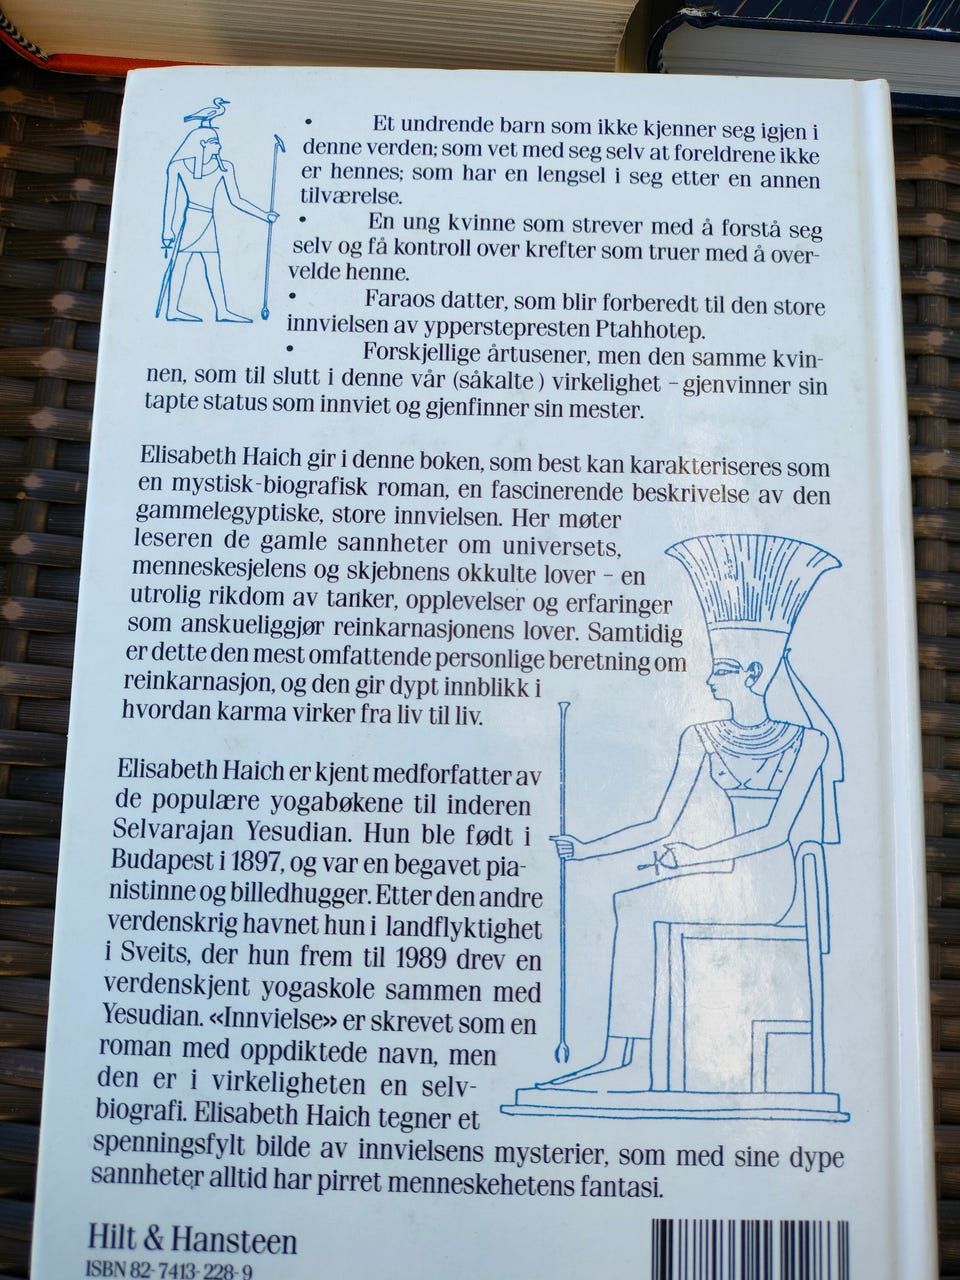 • Et undrende barn som ikke kjenner seg igjen i
denne verden; som vet med seg selv at foreldrene ikke
er hennes; som har en lengsel i seg etter en annen
tilværelse.
• En ung kvinne som strever med å forstå seg
selv og få kontroll over krefter som truer med å over-
velde henne.
• Faraos datter, som blir forberedt til den store
innvielsen av ypperstepresten Ptahhotep.
• Forskjellige årtusener, men den samme kvin-
nen, som til slutt i denne vår (såkalte) virkelighet – gjenvinner sin
tapte status som innviet og gjenfinner sin mester.
Elisabeth Haich gir i denne boken, som best kan karakteriseres som
en mystisk-biografisk roman, en fascinerende beskrivelse av den
gammelegyptiske, store innvielsen. Her møter
leseren de gamle sannheter om universets,
menneskesjelens og skjebnens okkulte lover – en
utrolig rikdom av tanker, opplevelser og erfaringer
som anskueliggjør reinkarnasjonens lover. Samtidig
er dette den mest omfattende personlige beretning om
reinkarnasjon, og den gir dypt innblikk i
hvordan karma virker fra liv til liv.
Elisabeth Haich er kjent medforfatter av
de populære yogabøkene til inderen
Selvarajan Yesudian. Hun ble født i
Budapest i 1897, og var en begavet pia-
nistinne og billedhugger. Etter den andre
verdenskrig havnet hun i landflyktighet
i Sveits, der hun frem til 1989 drev en
verdenskjent yogaskole sammen med
Yesudian. «Innvielse» er skrevet som en
roman med oppdiktede navn, men
den er i virkeligheten en selv-
biografi. Elisabeth Haich tegner et
spenningsfylt bilde av innvielsens mysterier, som med sine dype
sannheter alltid har pirret menneskehetens fantasi.
Hilt & Hansteen
ISBN 82-7413-228-9